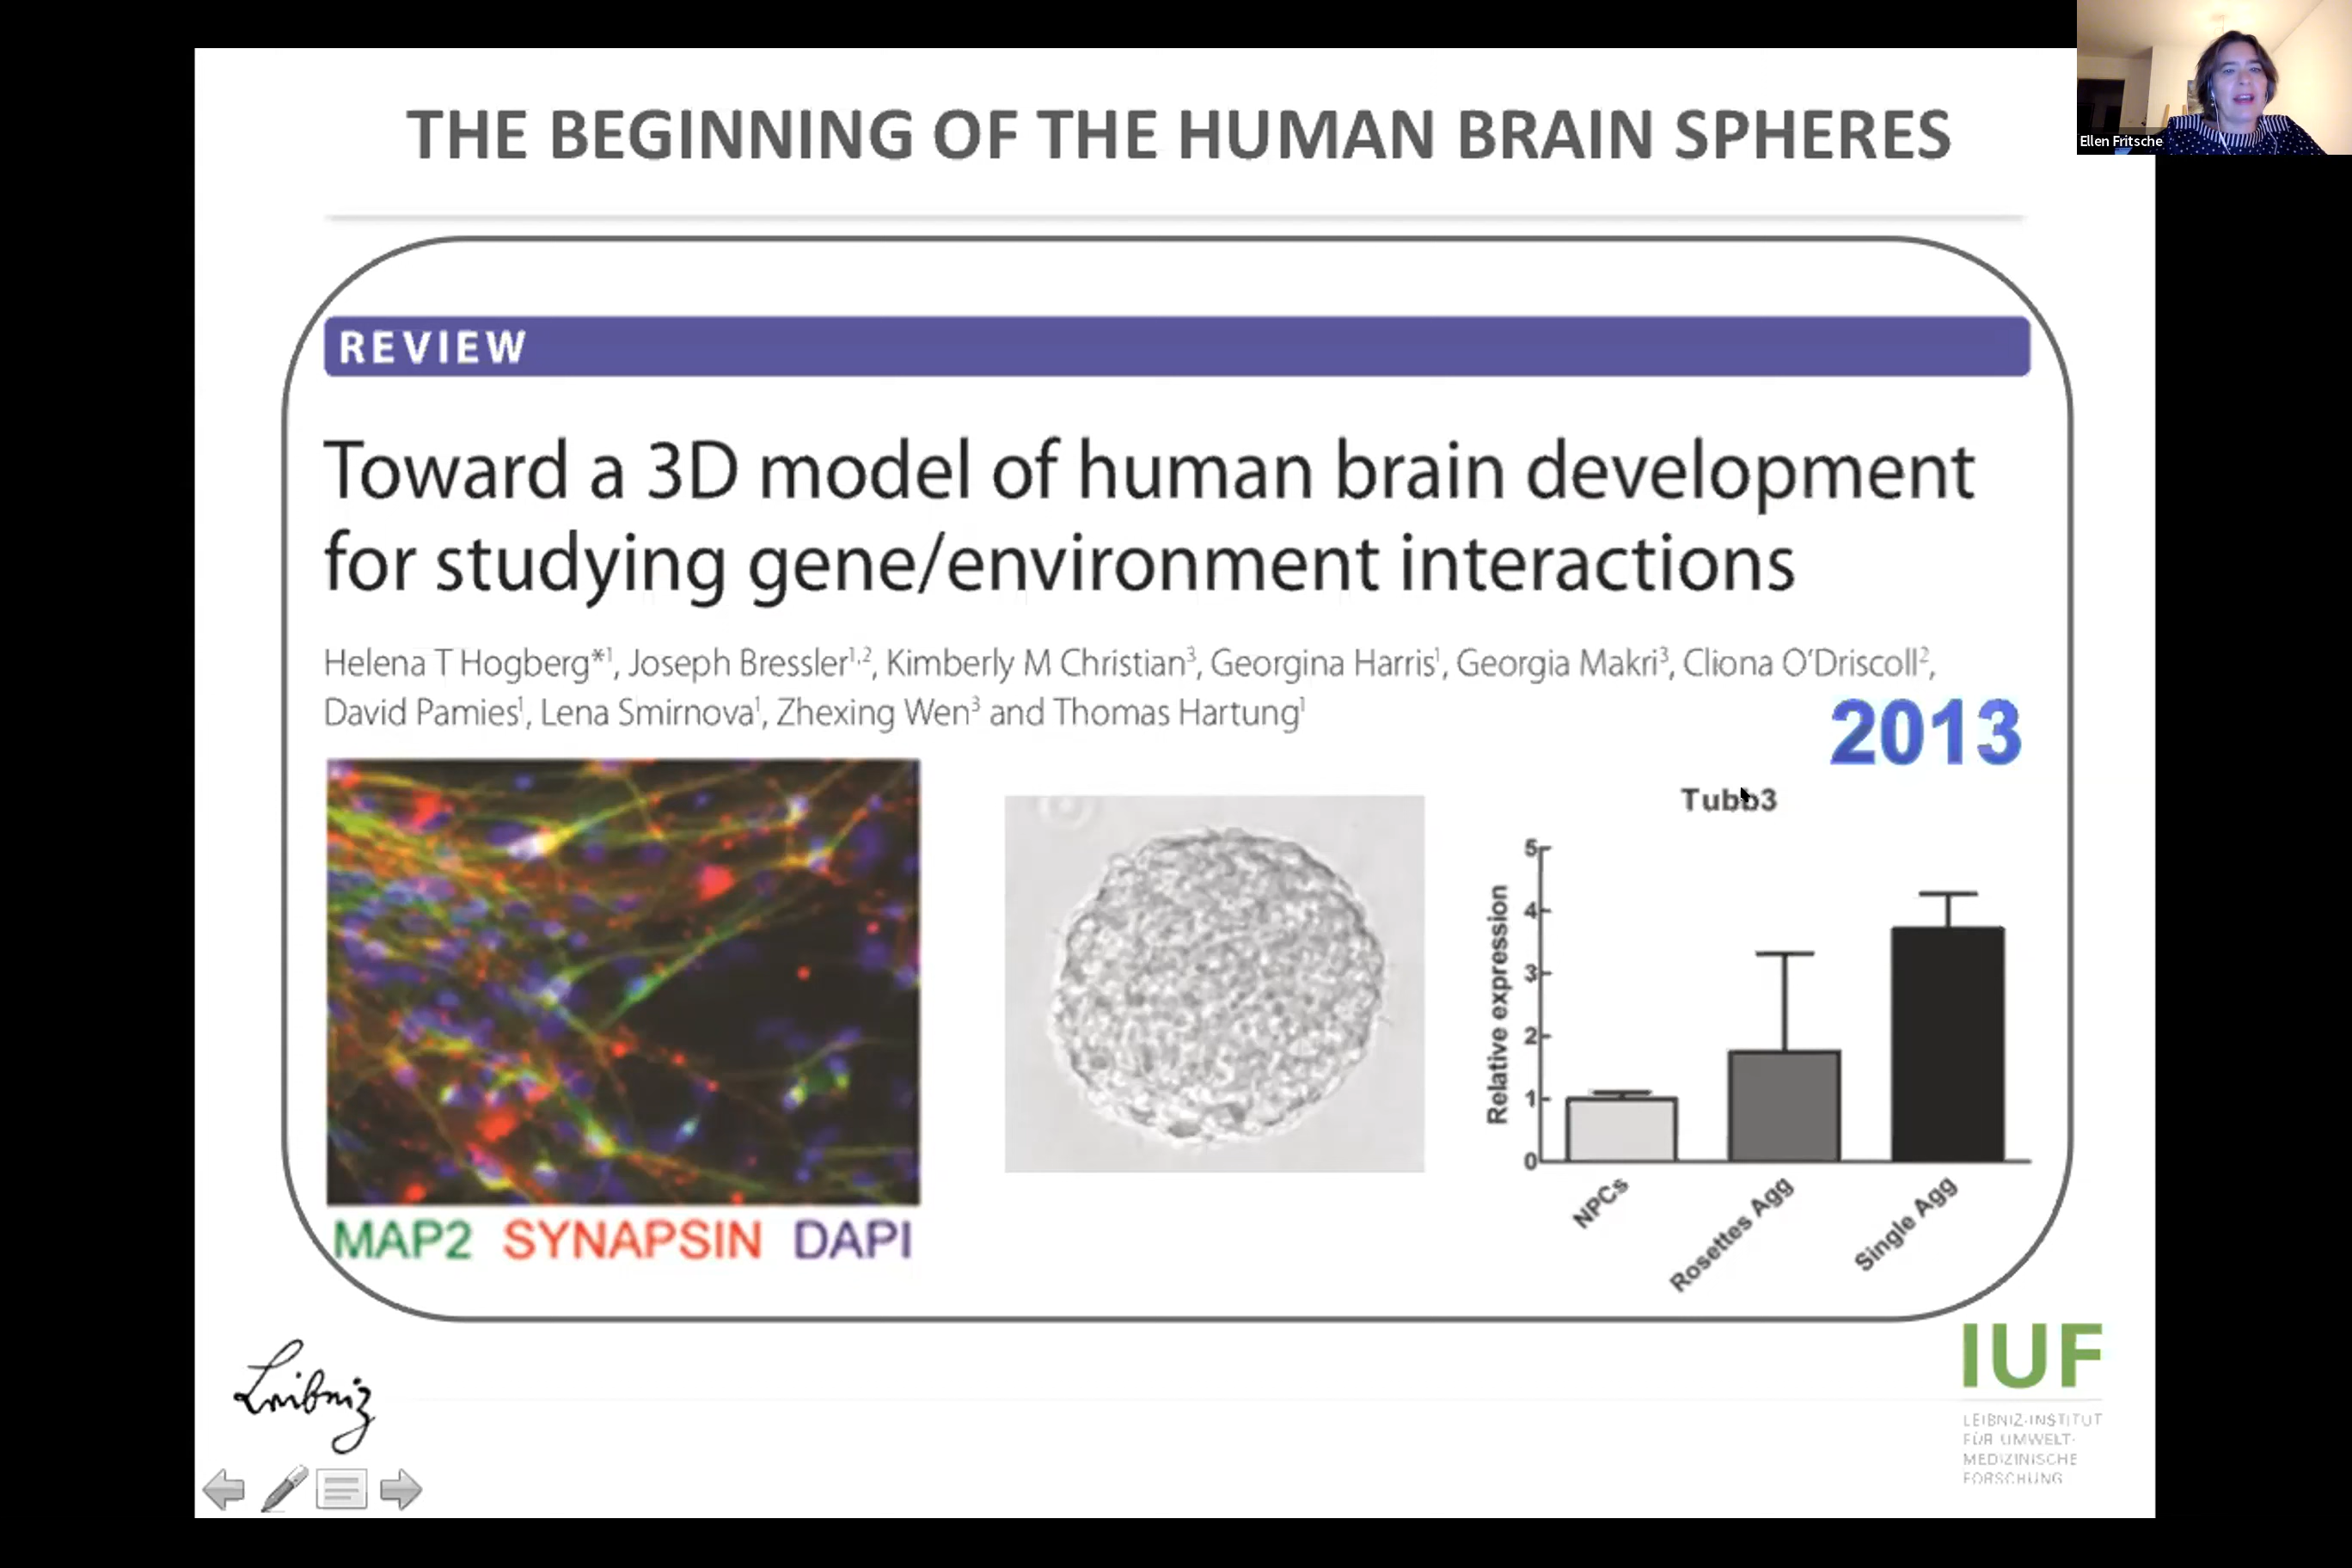 THE BEGINNING OF THE HUMAN BRAIN SPHERES
Ellen Fritsche
REVIEW
Toward a 3D model of human brain development
for studying gene/environment interactions
Helena T Hogberg*¹, Joseph Bressler¹,², Kimberly M Christian³, Georgina Harris¹, Georgia Makri³, Cliona O'Driscoll²,
David Pamies¹, Lena Smirnova¹, Zhexing Wen³ and Thomas Hartung¹
2013
MAP2 SYNAPSIN DAPI
Tubb3
Relative expression
5
4
3
2
1
0
NPCs
Rosettes Agg
Single Agg
Leibniz
IUF
LEIBNIZ-INSTITUT
FÜR UMWELT-
MEDIZINISCHE
FORSCHUNG